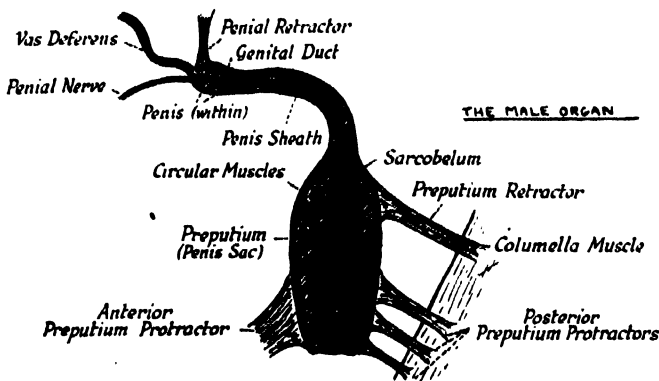 Penial Retractor
Vas Deferens
Genital Duct
Penial Nerve
Penis (within)
THE MALE ORGAN
Penis Sheath
Sarcobelum
Circular Muscles
Preputium Retractor
Preputium
(Penis Sac)
Columella Muscle
Anterior
Preputium Protractor
Posterior
Preputium Protractors